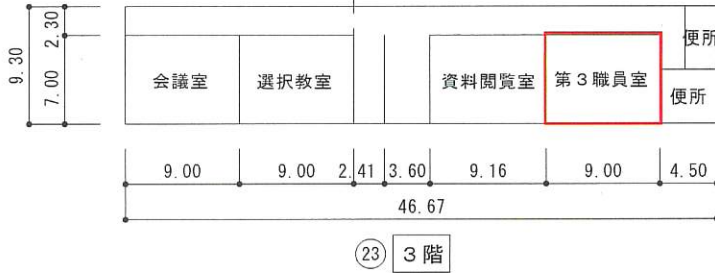 9.30
2.30
7.00
便所
会議室
選択教室
資料閲覧室
第3職員室
便所
9.00
9.00
2.41
3.60
9.16
9.00
4.50
46.67
㉓ 3階